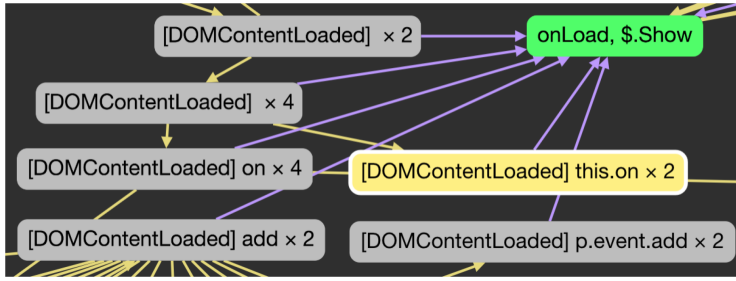 [DOMContentLoaded] × 2
onLoad, $.Show
[DOMContentLoaded] × 4
[DOMContentLoaded] on × 4
[DOMContentLoaded] this.on × 2
[DOMContentLoaded] add × 2
[DOMContentLoaded] p.event.add × 2